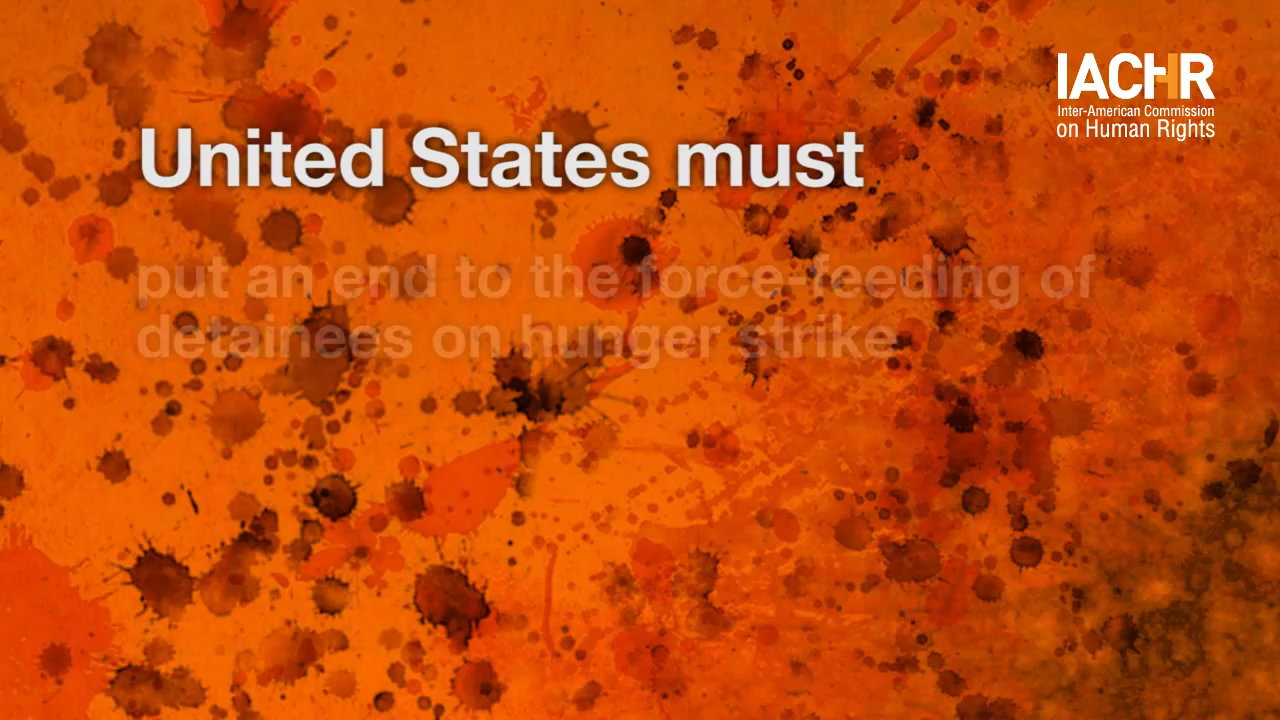 IACHR
Inter-American Commission
on Human Rights
United States must
put an end to the force-feeding of
detainees on hunger strike